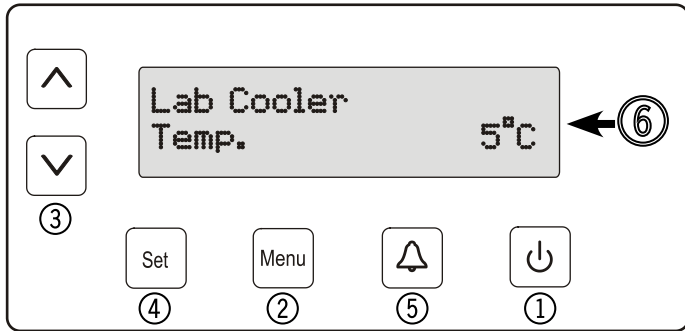 Lab Cooler
Temp. 5°C
⑥
③
Set Menu
④ ② ⑤ ①